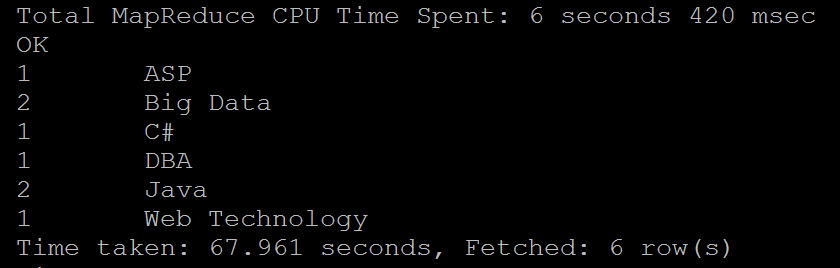 Total MapReduce CPU Time Spent: 6 seconds 420 msec
OK
1 ASP
2 Big Data
1 C#
1 DBA
2 Java
1 Web Technology
Time taken: 67.961 seconds, Fetched: 6 row(s)